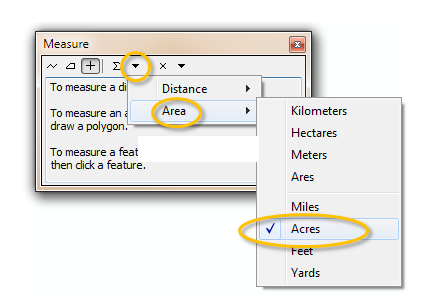 Measure
Σ
To measure a di
To measure an a
draw a polygon.
To measure a feat
then click a feature.
Distance
Area
Kilometers
Hectares
Meters
Ares
Miles
Acres
Feet
Yards